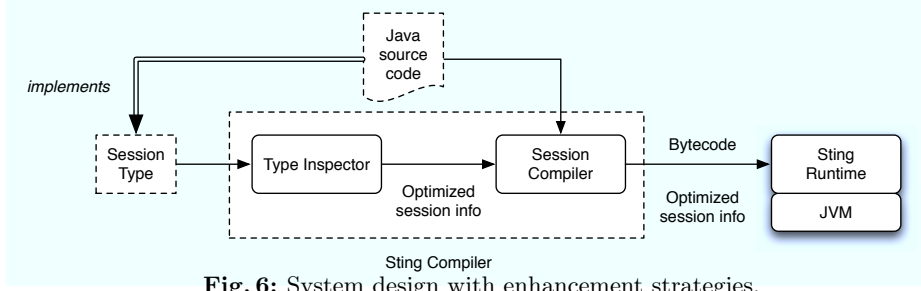 Java
source
code
implements
Session
Type
Type Inspector
Optimized
session info
Session
Compiler
Bytecode
Optimized
session info
Sting
Runtime
JVM
Sting Compiler
Fig. 6: System design with enhancement strategies.